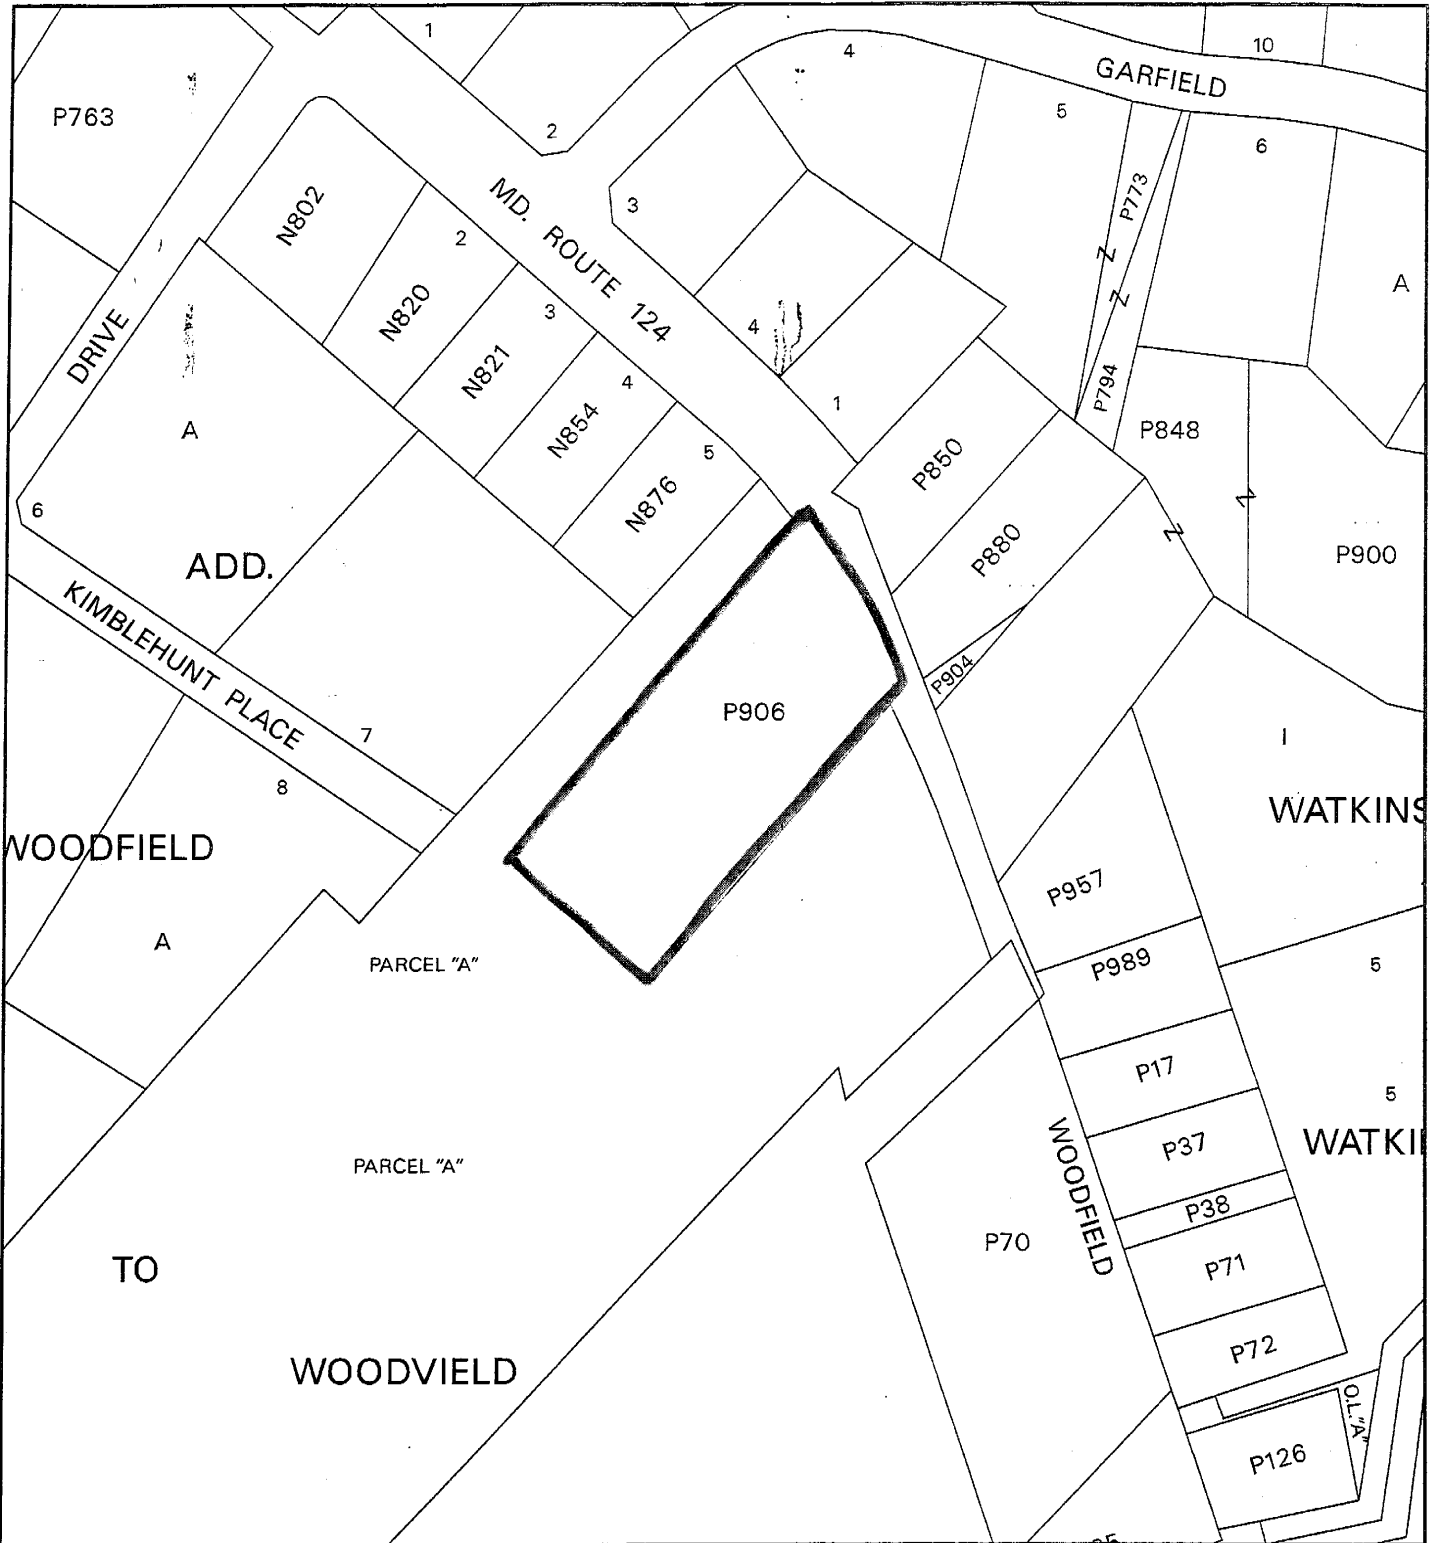 1
10
4
GARFIELD
P763
5
2
6
P773
N802
3
MD. ROUTE 124
2
Z
A
Z
N820
3
4
DRIVE
N821
4
P794
1
A
N854
P848
5
P850
N876
Z
6
Z
P880
P900
ADD.
KIMBLEHUNT PLACE
P904
P906
7
I
8
WATKINS
WOODFIELD
P957
A
PARCEL "A"
P989
5
P17
5
WOODFIELD
P37
WATKI
PARCEL "A"
P38
P70
P71
TO
P72
WOODVIELD
O.L. "A"
P126